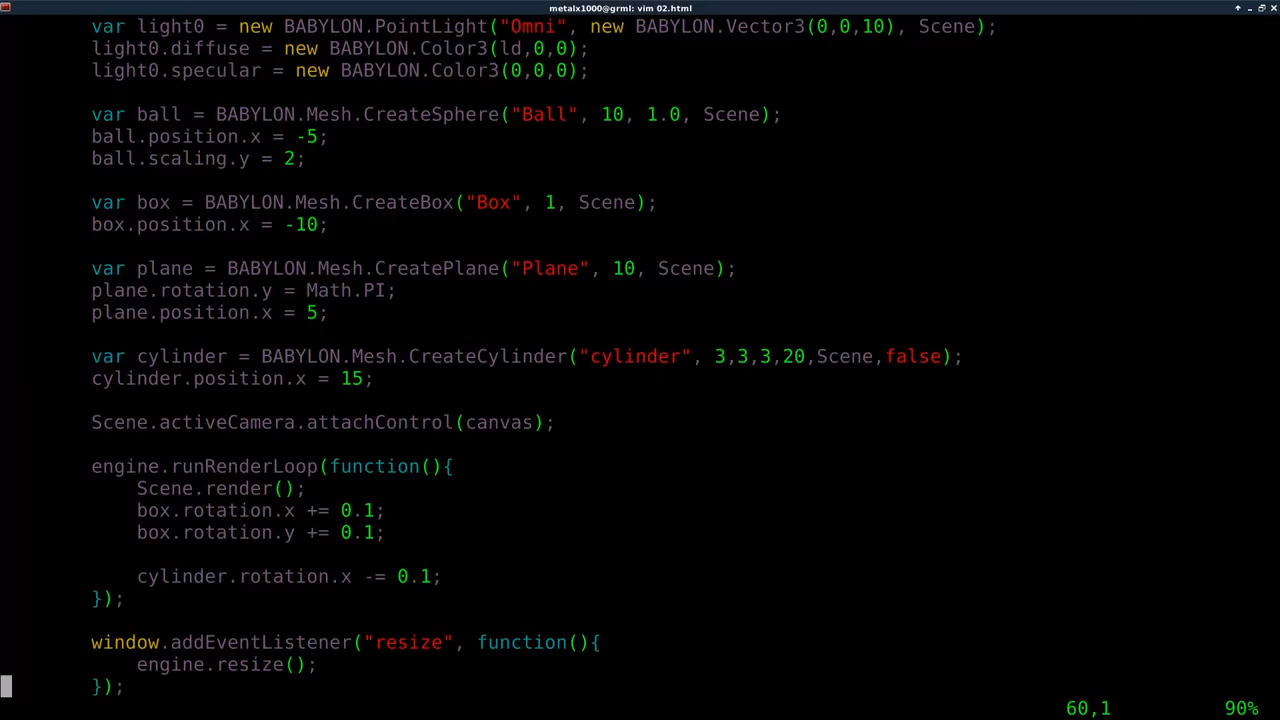 metalx1000@grml: vim 02.html
var light0 = new BABYLON.PointLight("Omni", new BABYLON.Vector3(0,0,10), Scene);
light0.diffuse = new BABYLON.Color3(ld,0,0);
light0.specular = new BABYLON.Color3(0,0,0);
var ball = BABYLON.Mesh.CreateSphere("Ball", 10, 1.0, Scene);
ball.position.x = -5;
ball.scaling.y = 2;
var box = BABYLON.Mesh.CreateBox("Box", 1, Scene);
box.position.x = -10;
var plane = BABYLON.Mesh.CreatePlane("Plane", 10, Scene);
plane.rotation.y = Math.PI;
plane.position.x = 5;
var cylinder = BABYLON.Mesh.CreateCylinder("cylinder", 3,3,3,20,Scene,false);
cylinder.position.x = 15;
Scene.activeCamera.attachControl(canvas);
engine.runRenderLoop(function(){
Scene.render();
box.rotation.x += 0.1;
box.rotation.y += 0.1;
cylinder.rotation.x -= 0.1;
});
window.addEventListener("resize", function(){
engine.resize();
});
60,1 90%